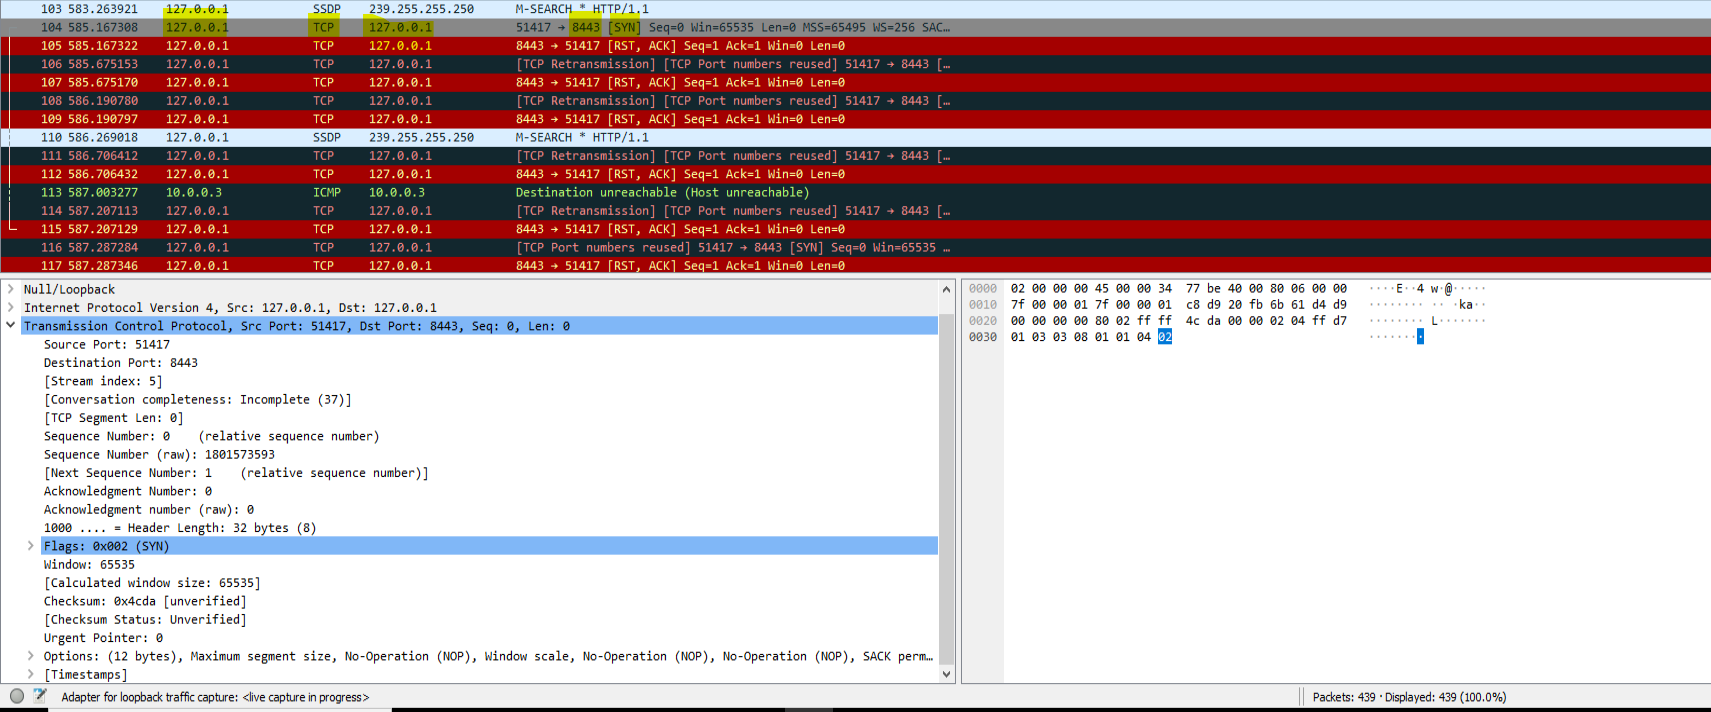 103 583.263921 127.0.0.1 SSDP 239.255.255.250 M-SEARCH * HTTP/1.1
104 585.167308 127.0.0.1 TCP 127.0.0.1 51417 → 8443 [SYN] Seq=0 Win=65535 Len=0 MSS=65495 WS=256 SAC…
105 585.167322 127.0.0.1 TCP 127.0.0.1 8443 → 51417 [RST, ACK] Seq=1 Ack=1 Win=0 Len=0
106 585.675153 127.0.0.1 TCP 127.0.0.1 [TCP Retransmission] [TCP Port numbers reused] 51417 → 8443 […
107 585.675170 127.0.0.1 TCP 127.0.0.1 8443 → 51417 [RST, ACK] Seq=1 Ack=1 Win=0 Len=0
108 586.190780 127.0.0.1 TCP 127.0.0.1 [TCP Retransmission] [TCP Port numbers reused] 51417 → 8443 […
109 586.190797 127.0.0.1 TCP 127.0.0.1 8443 → 51417 [RST, ACK] Seq=1 Ack=1 Win=0 Len=0
110 586.269018 127.0.0.1 SSDP 239.255.255.250 M-SEARCH * HTTP/1.1
111 586.706412 127.0.0.1 TCP 127.0.0.1 [TCP Retransmission] [TCP Port numbers reused] 51417 → 8443 […
112 586.706432 127.0.0.1 TCP 127.0.0.1 8443 → 51417 [RST, ACK] Seq=1 Ack=1 Win=0 Len=0
113 587.003277 10.0.0.3 ICMP 10.0.0.3 Destination unreachable (Host unreachable)
114 587.207113 127.0.0.1 TCP 127.0.0.1 [TCP Retransmission] [TCP Port numbers reused] 51417 → 8443 […
115 587.207129 127.0.0.1 TCP 127.0.0.1 8443 → 51417 [RST, ACK] Seq=1 Ack=1 Win=0 Len=0
116 587.287284 127.0.0.1 TCP 127.0.0.1 [TCP Port numbers reused] 51417 → 8443 [SYN] Seq=0 Win=65535 …
117 587.287346 127.0.0.1 TCP 127.0.0.1 8443 → 51417 [RST, ACK] Seq=1 Ack=1 Win=0 Len=0
Null/Loopback
Internet Protocol Version 4, Src: 127.0.0.1, Dst: 127.0.0.1
Transmission Control Protocol, Src Port: 51417, Dst Port: 8443, Seq: 0, Len: 0
Source Port: 51417
Destination Port: 8443
[Stream index: 5]
[Conversation completeness: Incomplete (37)]
[TCP Segment Len: 0]
Sequence Number: 0 (relative sequence number)
Sequence Number (raw): 1801573593
[Next Sequence Number: 1 (relative sequence number)]
Acknowledgment Number: 0
Acknowledgment number (raw): 0
1000 .... = Header Length: 32 bytes (8)
Flags: 0x002 (SYN)
Window: 65535
[Calculated window size: 65535]
Checksum: 0x4cda [unverified]
[Checksum Status: Unverified]
Urgent Pointer: 0
Options: (12 bytes), Maximum segment size, No-Operation (NOP), Window scale, No-Operation (NOP), No-Operation (NOP), SACK perm…
[Timestamps]
0000 02 00 00 00 45 00 00 34 77 be 40 00 80 06 00 00 ····E··4 w·@·····
0010 7f 00 00 01 7f 00 00 01 c8 d9 20 fb 6b 61 d4 d9 ········ ·· ·ka··
0020 00 00 00 00 80 02 ff ff 4c da 00 00 02 04 ff d7 ········ L·······
0030 01 03 03 08 01 01 04 02 ········
Adapter for loopback traffic capture: <live capture in progress>
Packets: 439 · Displayed: 439 (100.0%)